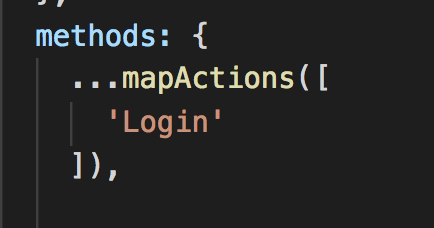 methods: {
...mapActions([
'Login'
]),